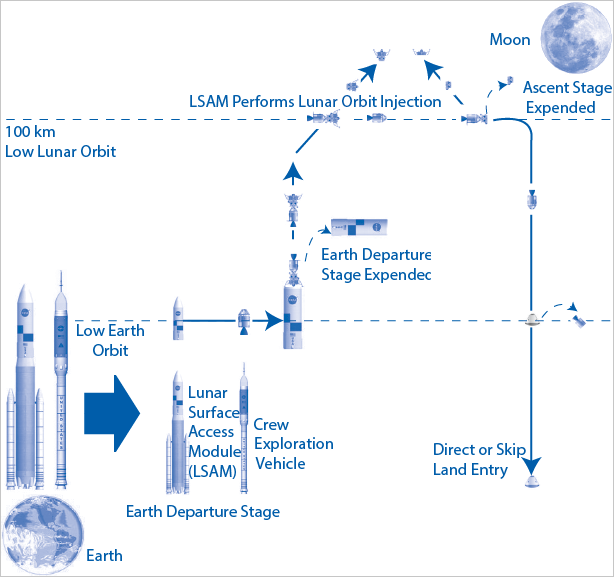 Moon
LSAM Performs Lunar Orbit Injection
Ascent Stage
Expended
100 km
Low Lunar Orbit
Earth Departure
Stage Expended
Low Earth
Orbit
Lunar
Surface
Access
Module
(LSAM)
Crew
Exploration
Vehicle
Direct or Skip
Land Entry
Earth Departure Stage
Earth